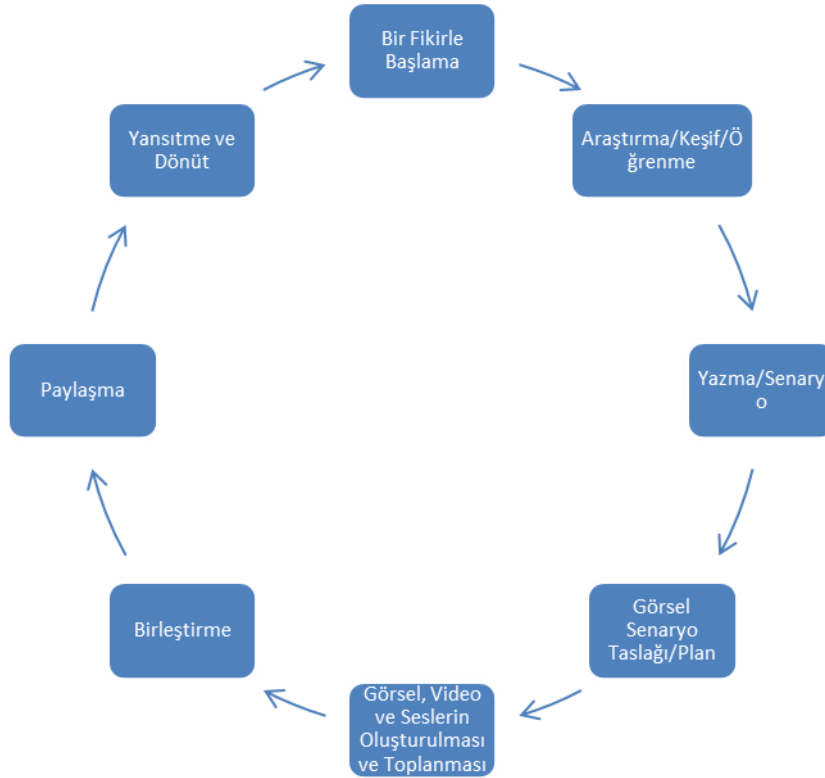 Bir Fikirle
Başlama
Araştırma/Keşif/Ö
ğrenme
Yazma/Senary
o
Görsel
Senaryo
Taslağı/Plan
Görsel, Video
ve Seslerin
Oluşturulması
ve Toplanması
Birleştirme
Paylaşma
Yansıtme ve
Dönüt